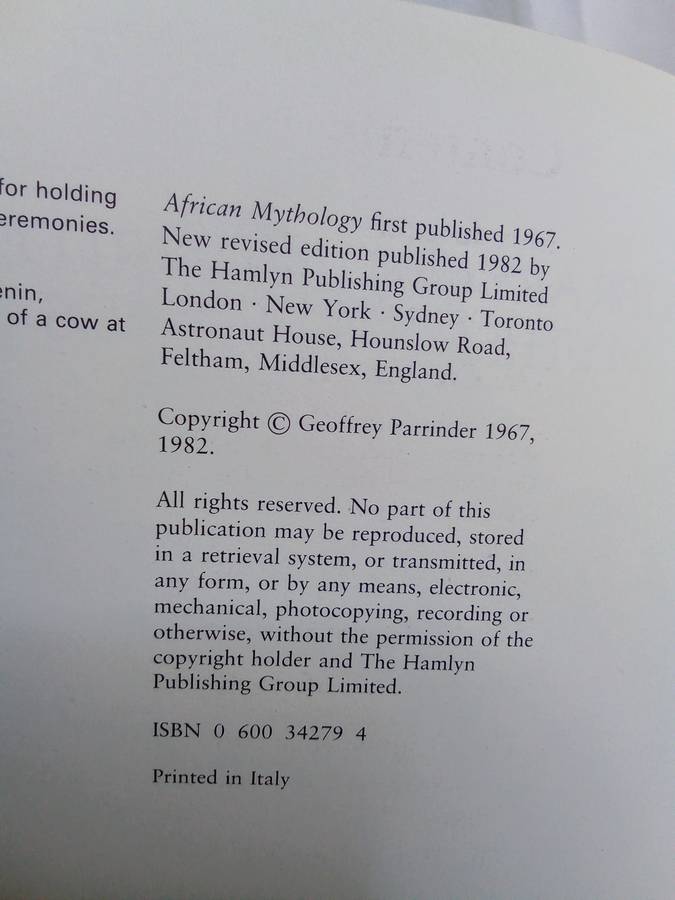 for holding
eremonies.
enin,
of a cow at
African Mythology first published 1967.
New revised edition published 1982 by
The Hamlyn Publishing Group Limited
London · New York · Sydney · Toronto
Astronaut House, Hounslow Road,
Feltham, Middlesex, England.
Copyright © Geoffrey Parrinder 1967,
1982.
All rights reserved. No part of this
publication may be reproduced, stored
in a retrieval system, or transmitted, in
any form, or by any means, electronic,
mechanical, photocopying, recording or
otherwise, without the permission of the
copyright holder and The Hamlyn
Publishing Group Limited.
ISBN 0 600 34279 4
Printed in Italy